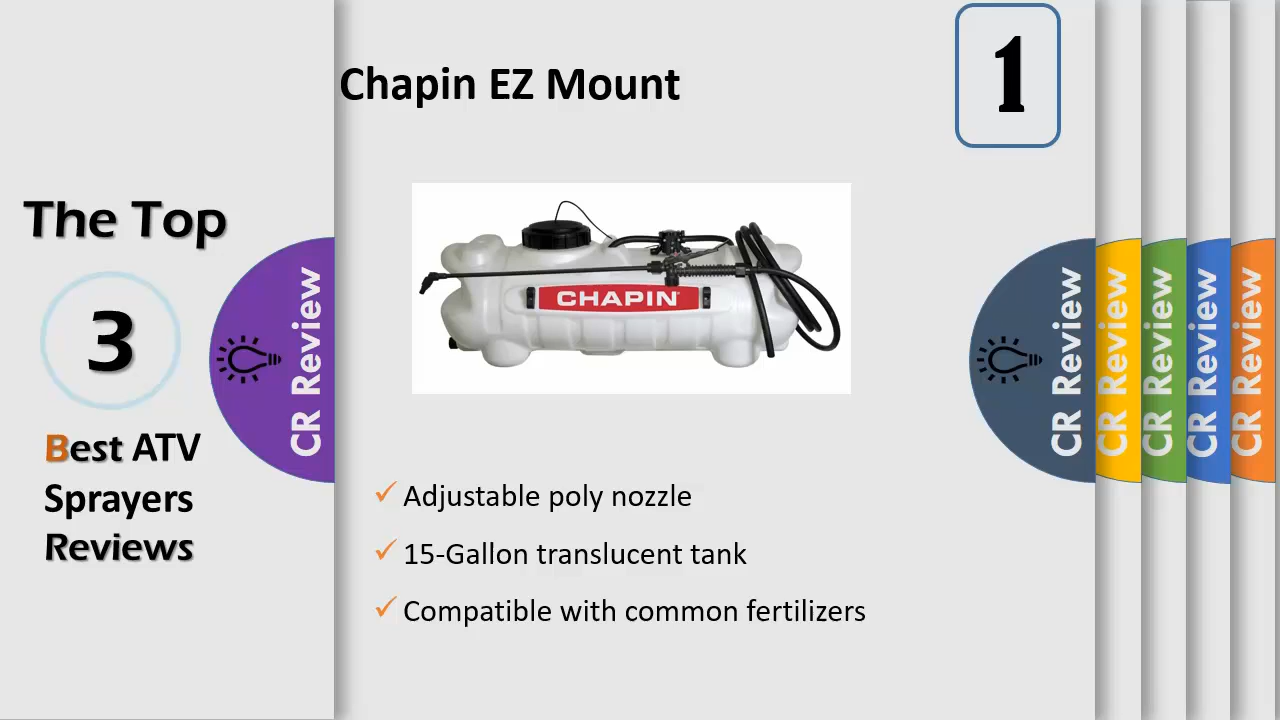 Chapin EZ Mount
1
The Top
3
Best ATV
Sprayers
Reviews
CR Review
CHAPIN
Adjustable poly nozzle
15-Gallon translucent tank
Compatible with common fertilizers
CR Review
CR Review
CR Review
CR Review
CR Review